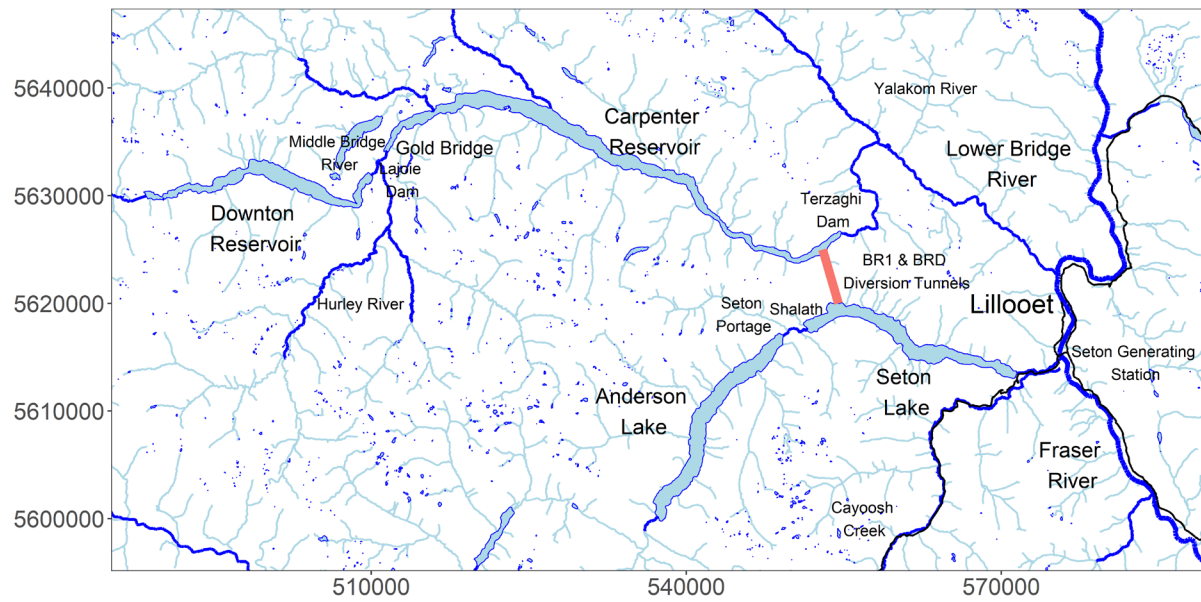 5640000
5630000
5620000
5610000
5600000
510000
540000
570000
Middle Bridge
River
Gold Bridge
Lajoie
Dam
Downton
Reservoir
Hurley River
Carpenter
Reservoir
Yalakom River
Lower Bridge
River
Terzaghi
Dam
BR1 & BRD
Diversion Tunnels
Seton
Portage
Shalath
Lillooet
Seton Generating
Station
Anderson
Lake
Seton
Lake
Fraser
River
Cayoosh
Creek